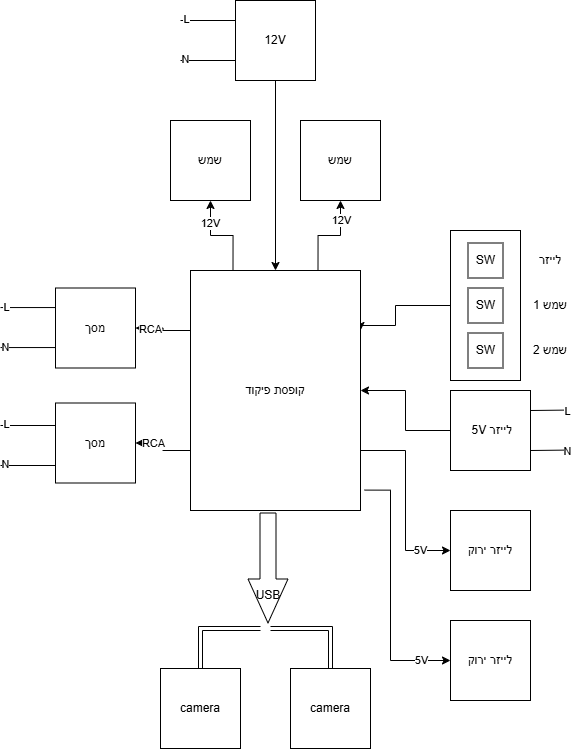 -L
12V
-N
שמש
שמש
12V
12V
SW
לייזר
SW
שמש 1
SW
שמש 2
-L
מסך
RCA
-N
קופסת פיקוד
-L
מסך
RCA
-N
לייזר 5V
L
N
5V
לייזר ירוק
USB
5V
לייזר ירוק
camera
camera